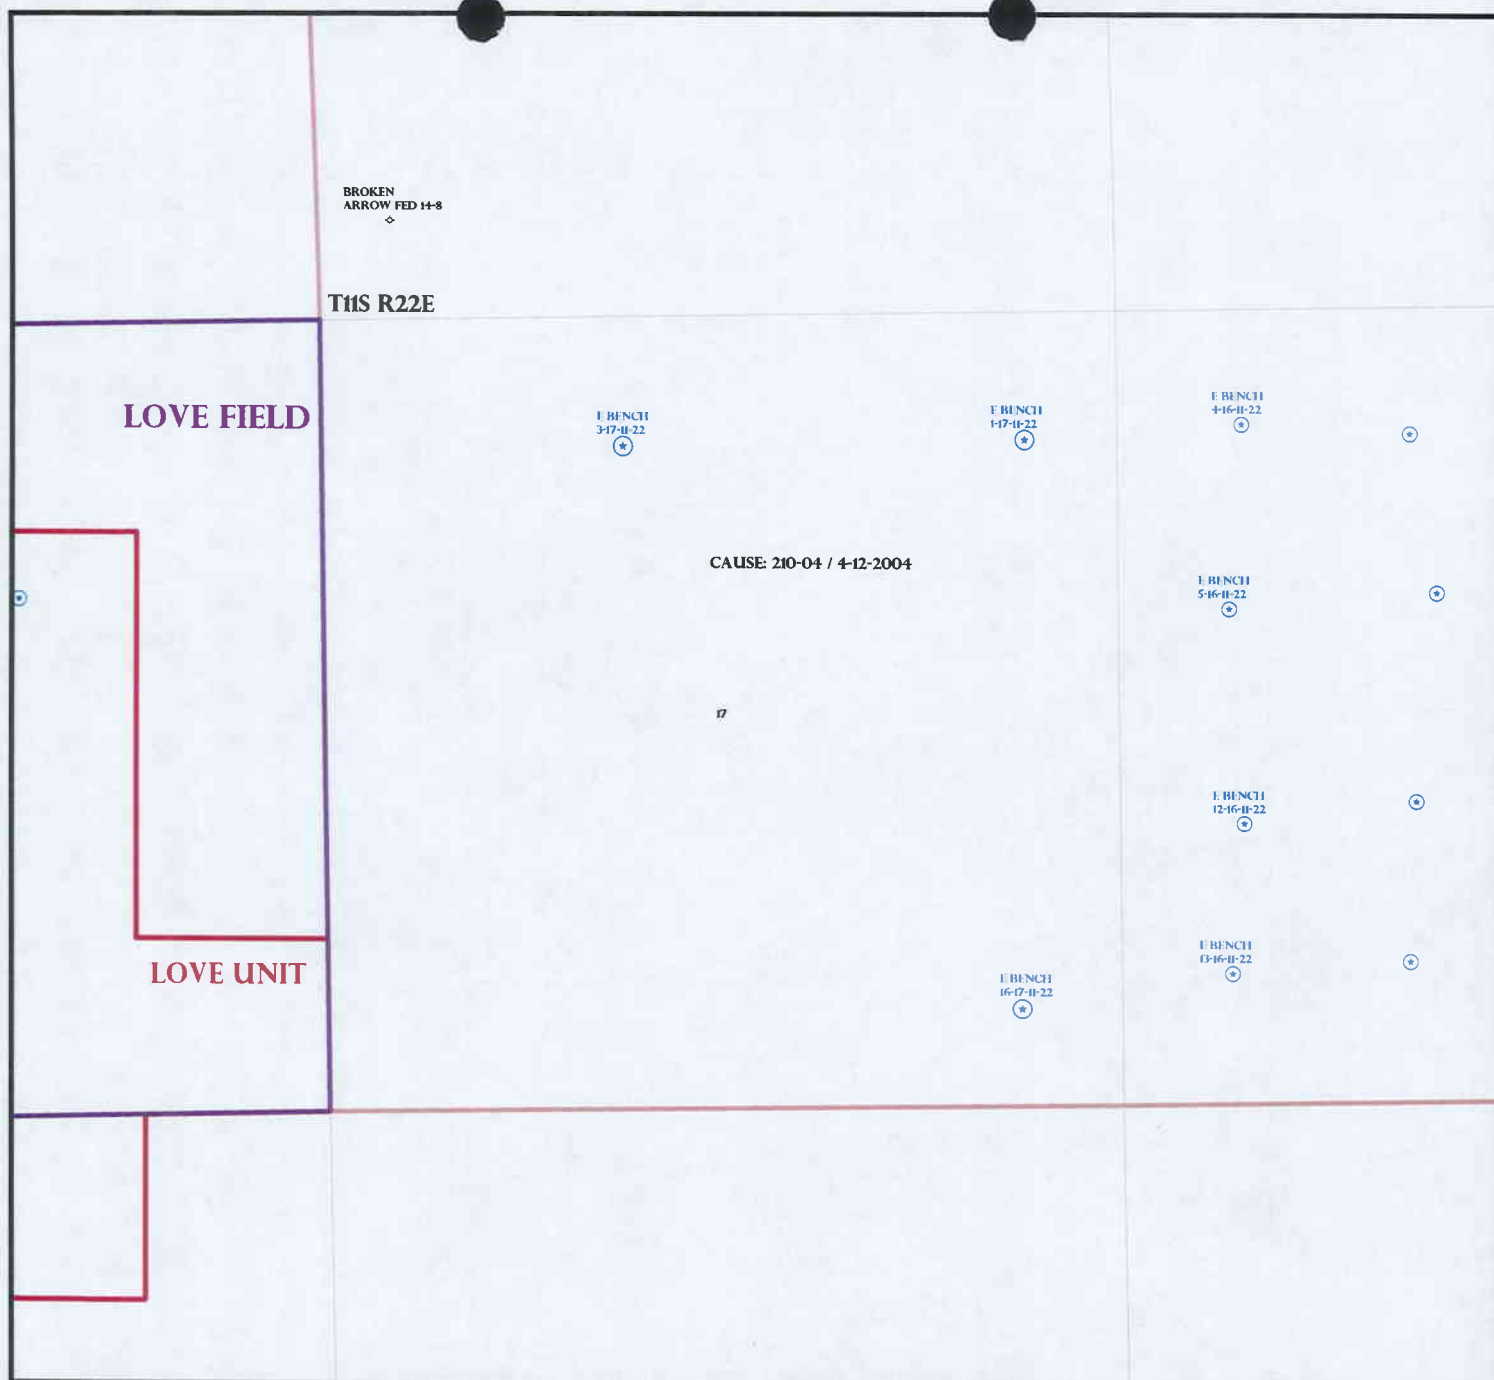 BROKEN
ARROW FED 14-8
T11S R22E
LOVE FIELD
E BENCH
3-17-11-22
E BENCH
1-17-11-22
E BENCH
4-16-11-22
CAUSE: 210-04 / 4-12-2004
E BENCH
5-16-11-22
17
E BENCH
12-16-11-22
E BENCH
13-16-11-22
LOVE UNIT
E BENCH
16-17-11-22